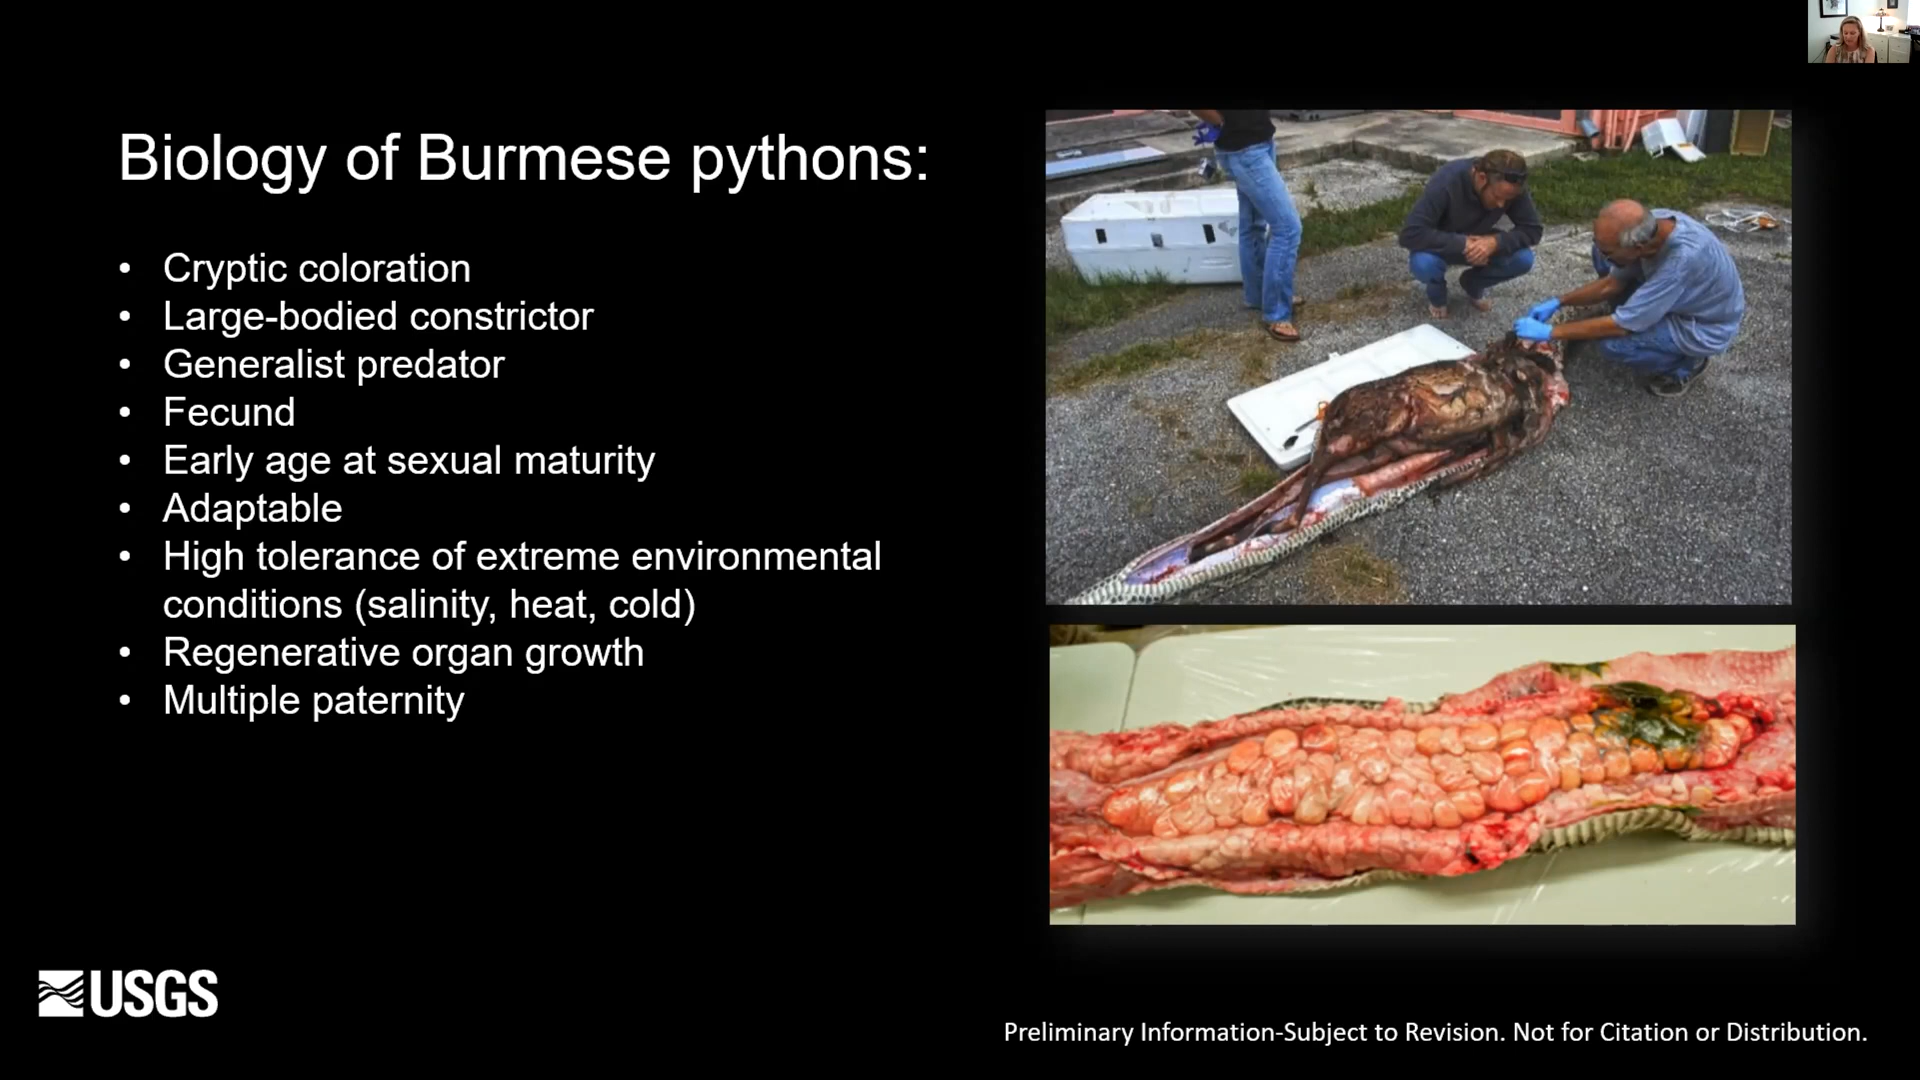 Biology of Burmese pythons:
• Cryptic coloration
• Large-bodied constrictor
• Generalist predator
• Fecund
• Early age at sexual maturity
• Adaptable
• High tolerance of extreme environmental
conditions (salinity, heat, cold)
• Regenerative organ growth
• Multiple paternity
USGS
Preliminary Information-Subject to Revision. Not for Citation or Distribution.